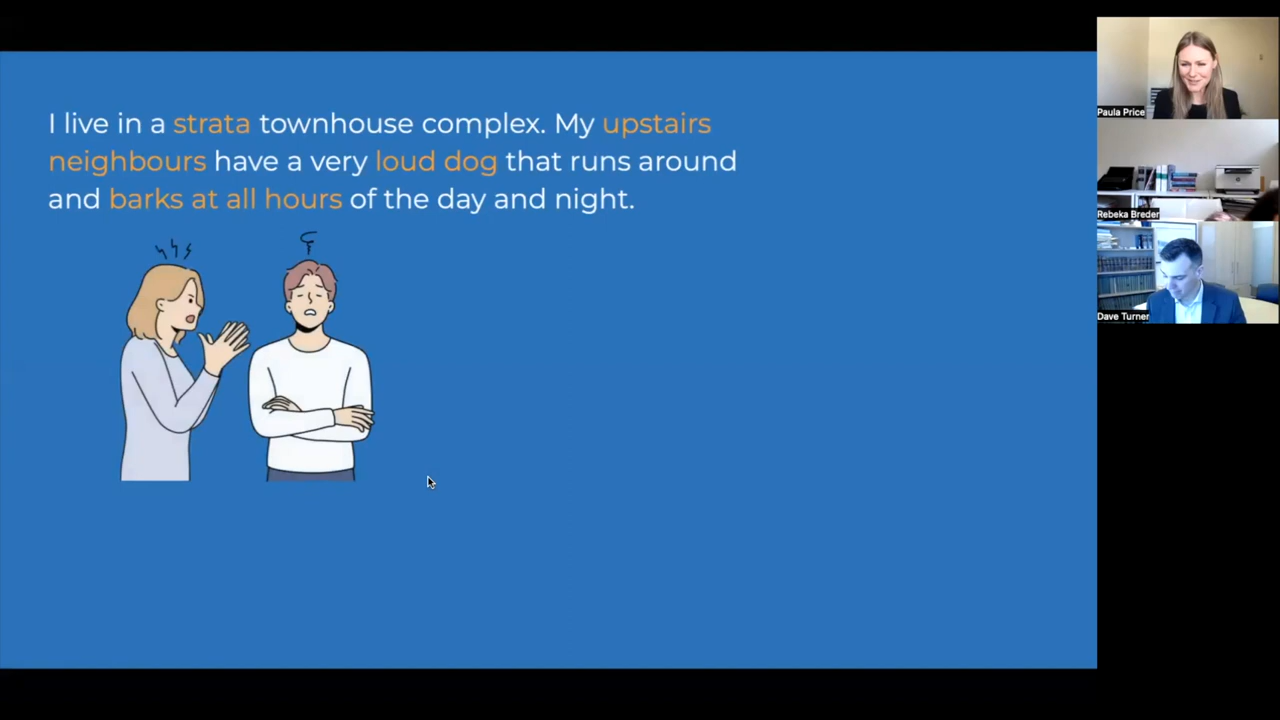 I live in a strata townhouse complex. My upstairs
neighbours have a very loud dog that runs around
and barks at all hours of the day and night.
Paula Price
Rebeka Breder
Dave Turner